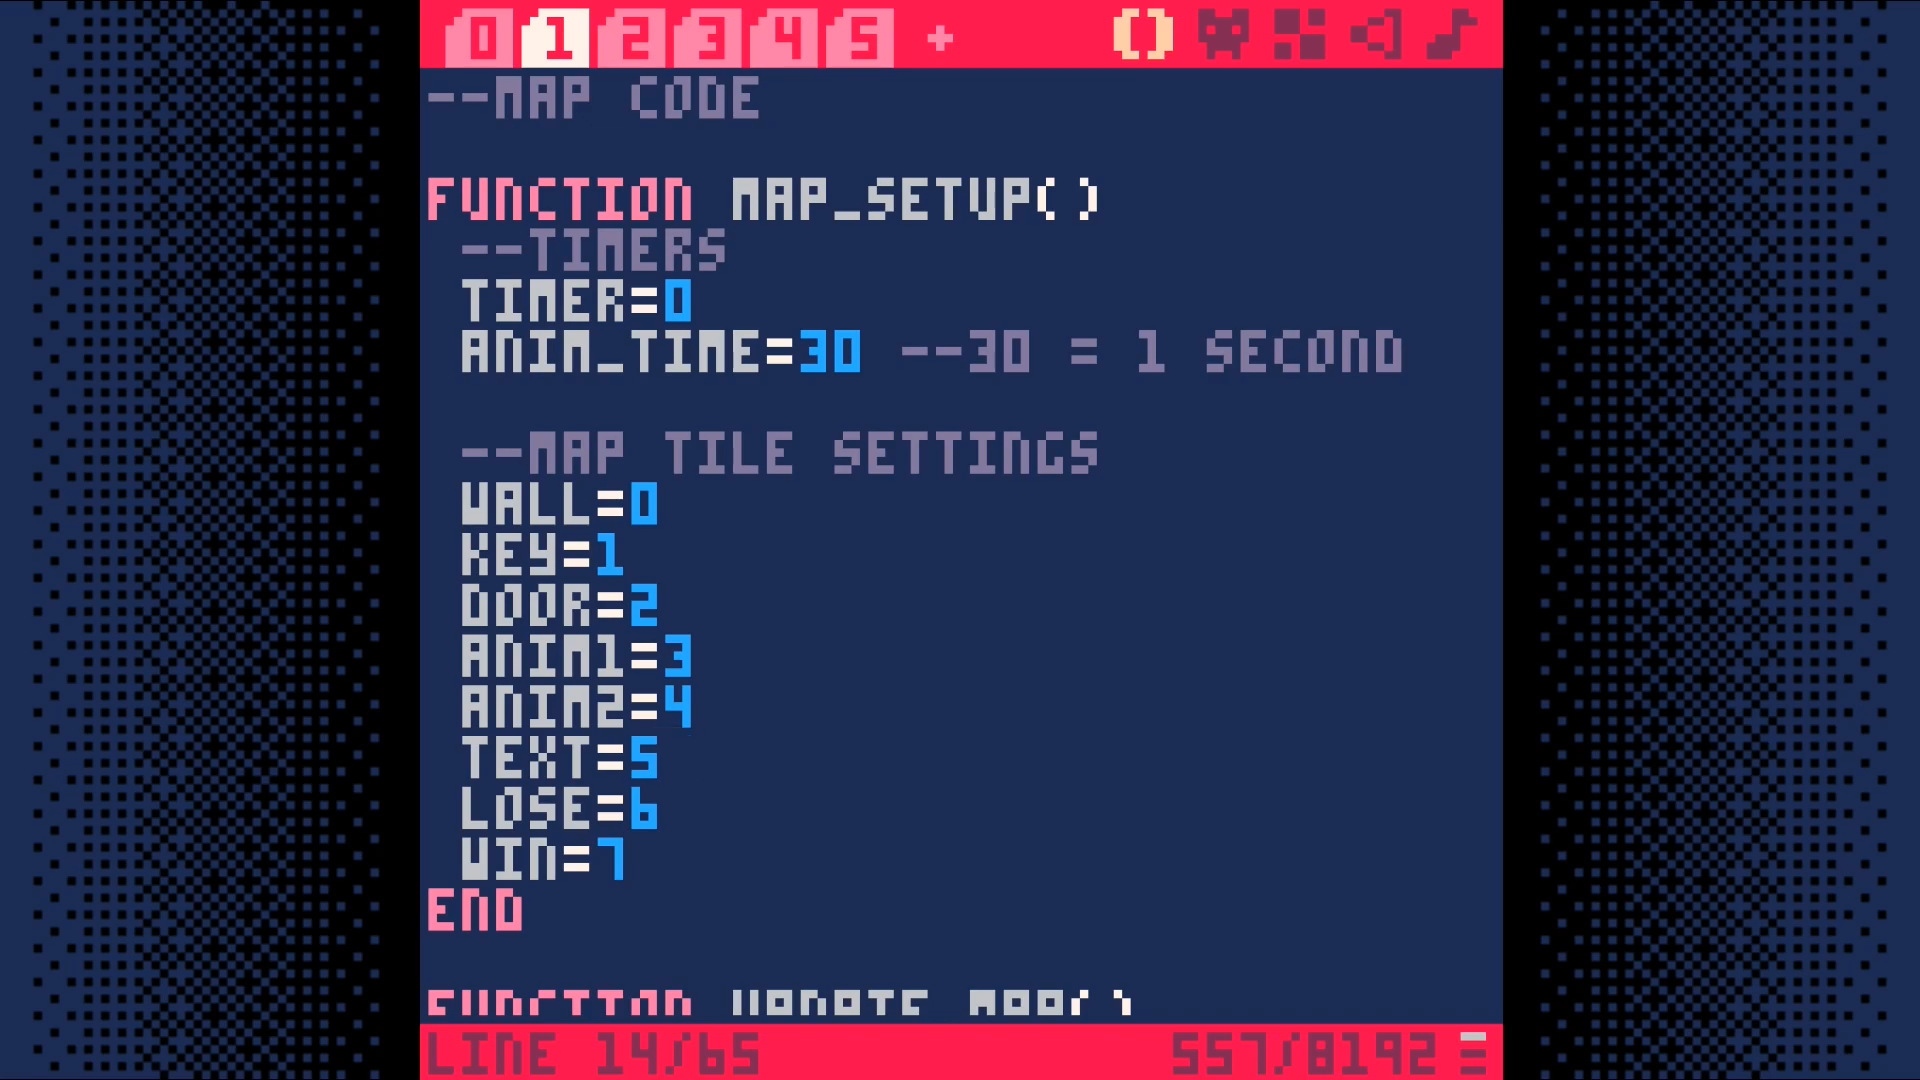 0 1 2 3 4 5 +
--MAP CODE
FUNCTION MAP_SETUP()
--TIMERS
TIMER=0
ANIM_TIME=30 --30 = 1 SECOND
--MAP TILE SETTINGS
WALL=0
KEY=1
DOOR=2
ANIM1=3
ANIM2=4
TEXT=5
LOSE=6
WIN=7
END
FUNCTION UPDATE_MAP()
LINE 14/65
557/8192